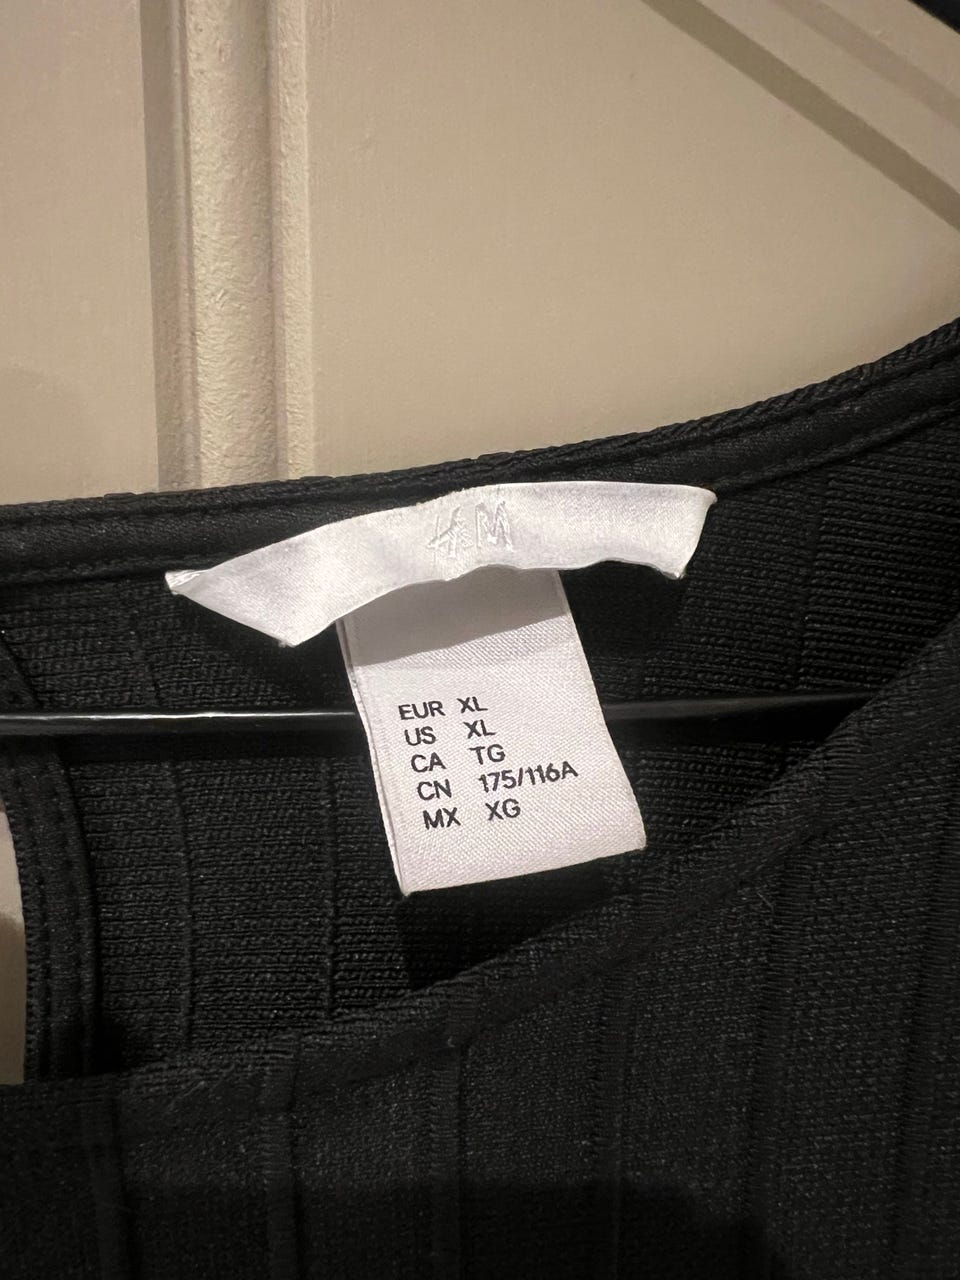 H&M
EUR XL
US XL
CA TG
CN 175/116A
MX XG